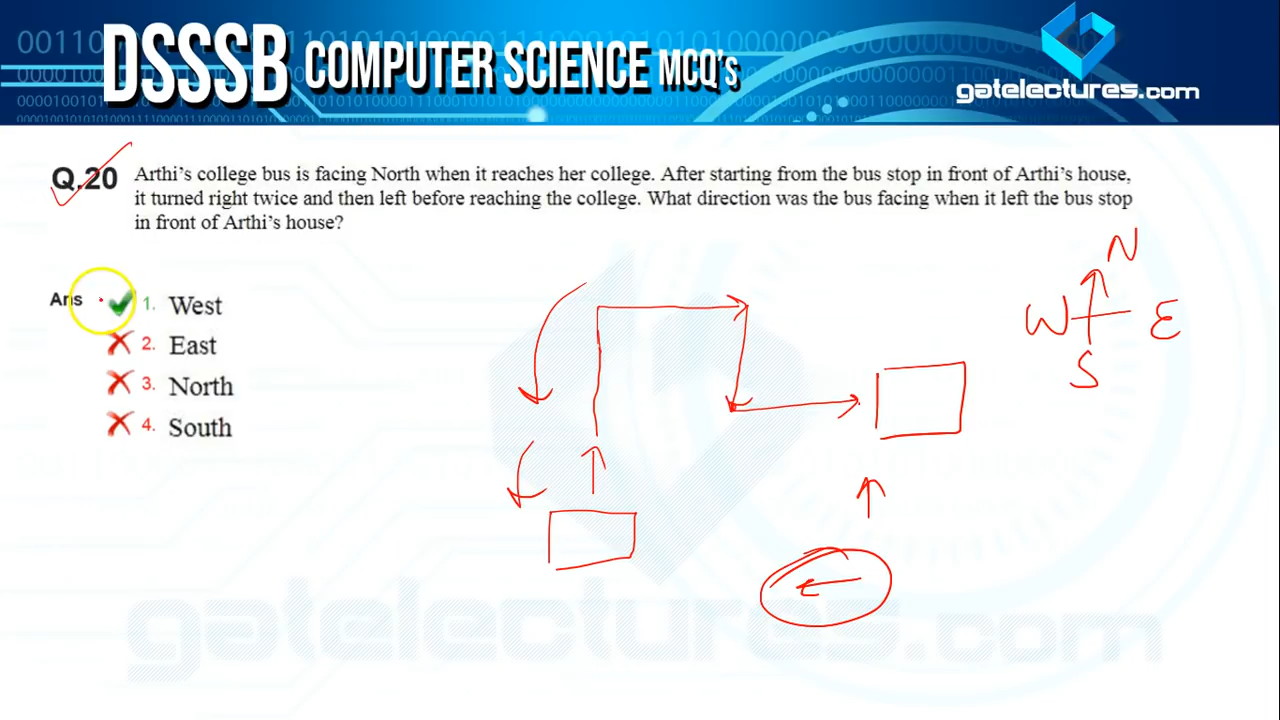 DSSSB COMPUTER SCIENCE MCQ's
gatelectures.com
Q.20 Arthi's college bus is facing North when it reaches her college. After starting from the bus stop in front of Arthi's house,
it turned right twice and then left before reaching the college. What direction was the bus facing when it left the bus stop
in front of Arthi's house?
Ans 1. West
2. East
3. North
4. South
N
W E
S
gatelectures.com